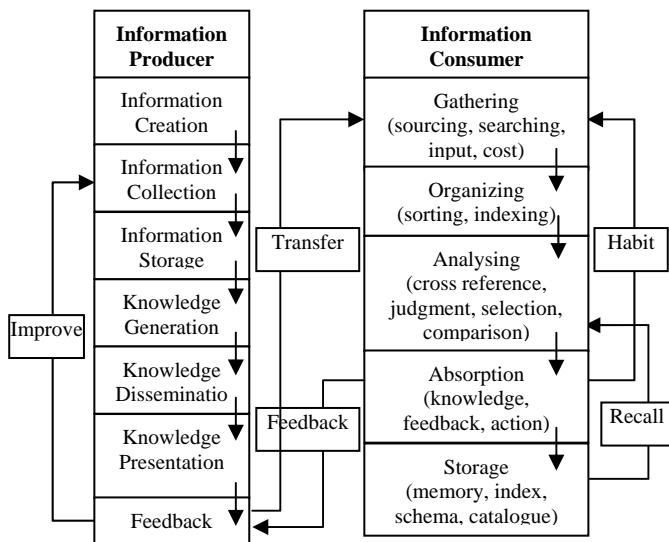 Information
Producer
Information
Creation
Information
Collection
Information
Storage
Knowledge
Generation
Knowledge
Disseminatio
Knowledge
Presentation
Feedback
Improve
Transfer
Feedback
Information
Consumer
Gathering
(sourcing, searching,
input, cost)
Organizing
(sorting, indexing)
Analysing
(cross reference,
judgment, selection,
comparison)
Absorption
(knowledge,
feedback, action)
Storage
(memory, index,
schema, catalogue)
Habit
Recall